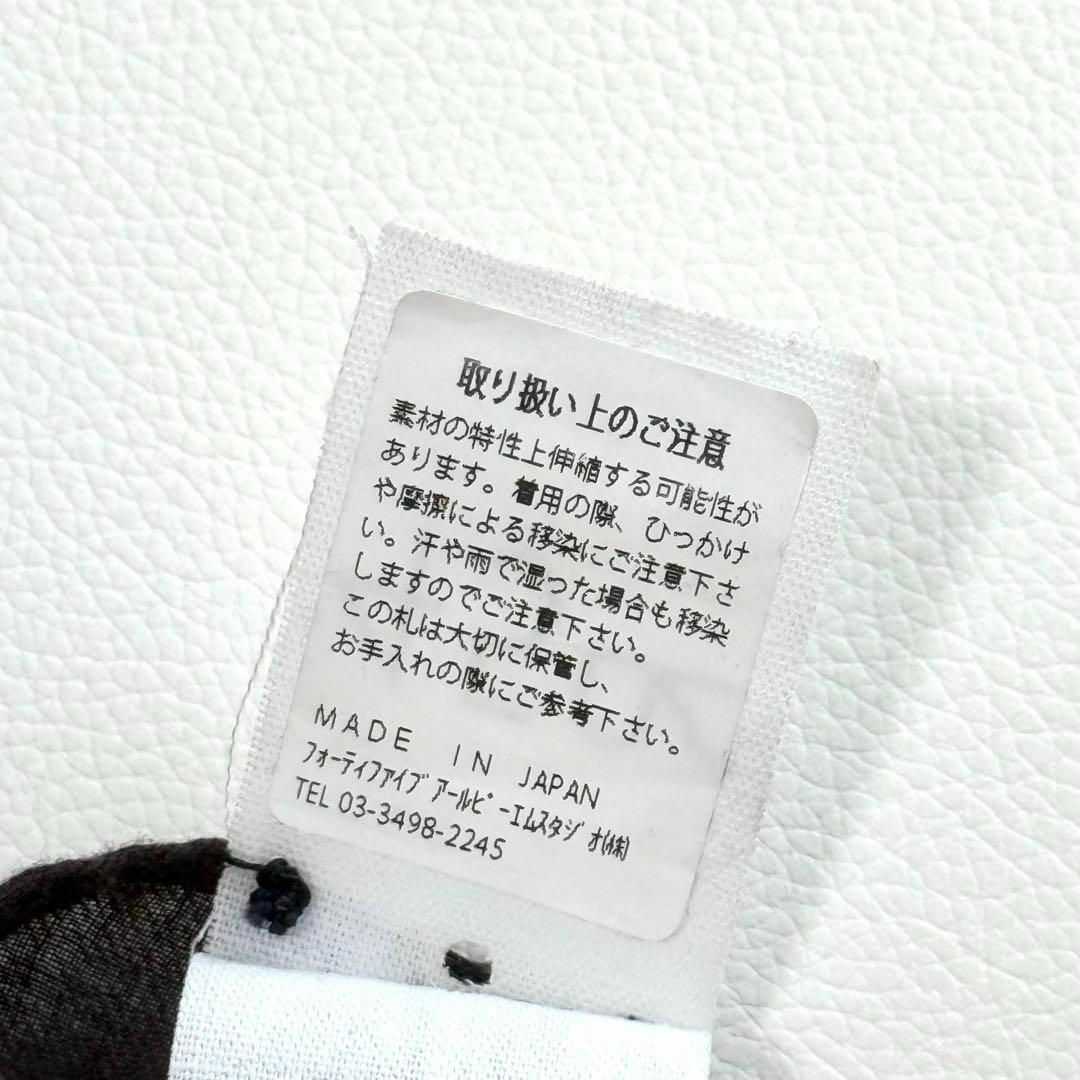 取り扱い上のご注意
素材の特性上伸縮する可能性が
あります。着用の際、ひっかけ
や摩擦による移染にご注意下さ
い。汗や雨で湿った場合も移染
しますのでご注意下さい。
この札は大切に保管し、
お手入れの際にご参考下さい。
MADE IN JAPAN
フォーティファイブアールピーエムスタジオ(株)
TEL 03-3498-2245